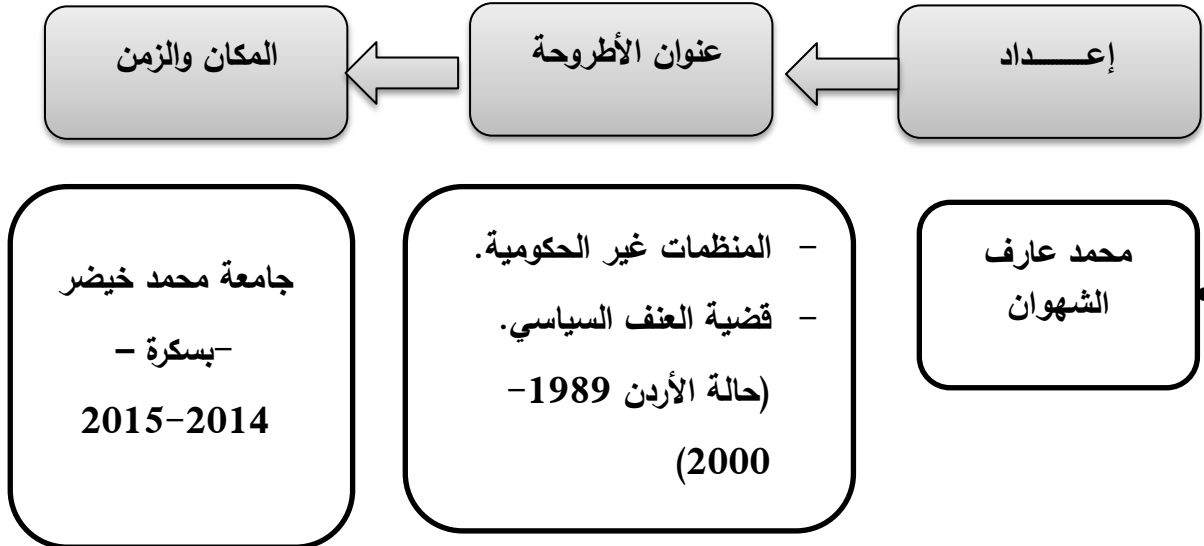 إعــــــداد
عنوان الأطروحة
المكان والزمن
محمد عارف
الشهوان
- المنظمات غير الحكومية.
- قضية العنف السياسي.
(حالة الأردن 1989-
2000)
جامعة محمد خيضر
-بسكرة –
2014-2015